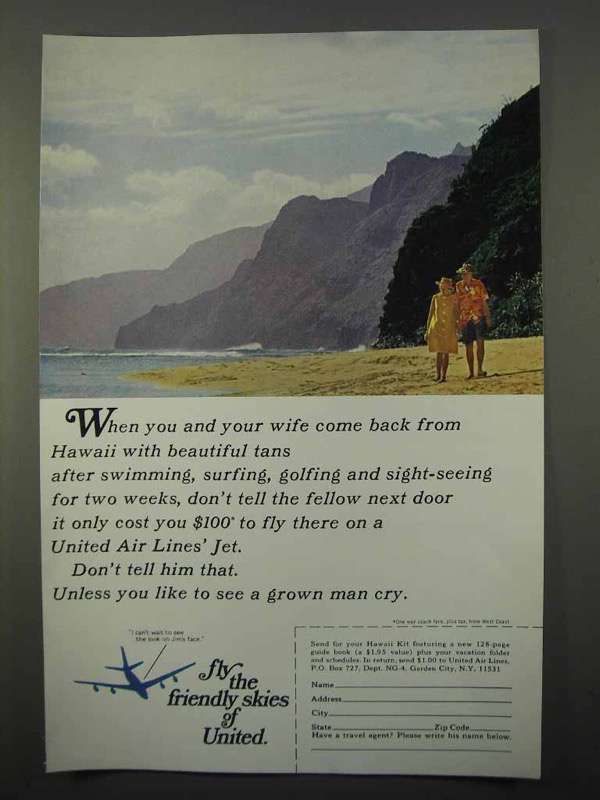 When you and your wife come back from
Hawaii with beautiful tans
after swimming, surfing, golfing and sight-seeing
for two weeks, don't tell the fellow next door
it only cost you $100* to fly there on a
United Air Lines' Jet.
Don't tell him that.
Unless you like to see a grown man cry.
*One way coach fare, plus tax, from West Coast
"I can't wait to see
the look on Jim's face."
fly
the
friendly skies
of
United.
Send for your Hawaii Kit featuring a new 128-page
guide book (a $1.95 value) plus your vacation folder
and schedules. In return, send $1.00 to United Air Lines,
P.O. Box 727, Dept. NG-4, Garden City, N.Y. 11531
Name
Address
City
State Zip Code
Have a travel agent? Please write his name below.